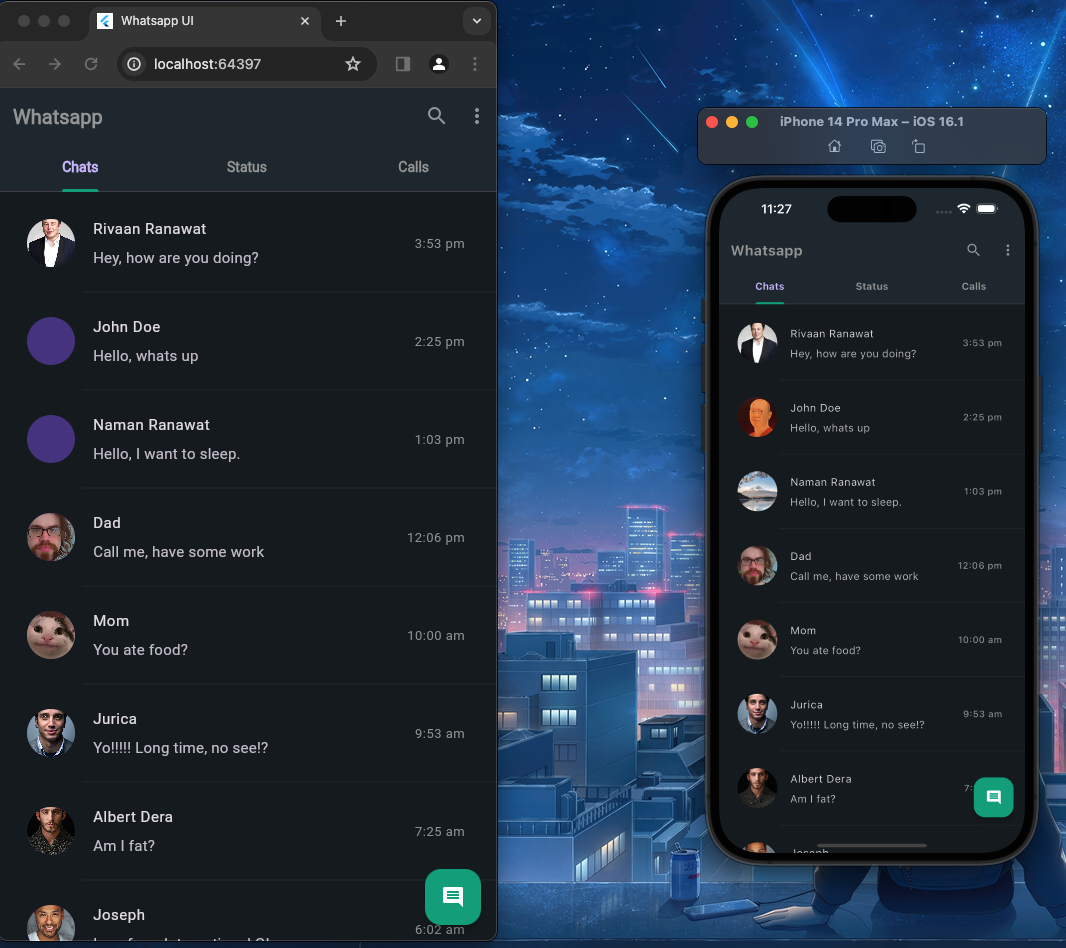 Whatsapp UI
localhost:64397
Whatsapp
Chats Status Calls
Rivaan Ranawat
3:53 pm
Hey, how are you doing?
John Doe
2:25 pm
Hello, whats up
Naman Ranawat
1:03 pm
Hello, I want to sleep.
Dad
12:06 pm
Call me, have some work
Mom
10:00 am
You ate food?
Jurica
9:53 am
Yo!!!!! Long time, no see!?
Albert Dera
7:25 am
Am I fat?
Joseph
6:02 am
iPhone 14 Pro Max – iOS 16.1
11:27
Whatsapp
Chats Status Calls
Rivaan Ranawat
3:53 pm
Hey, how are you doing?
John Doe
2:25 pm
Hello, whats up
Naman Ranawat
1:03 pm
Hello, I want to sleep.
Dad
12:06 pm
Call me, have some work
Mom
10:00 am
You ate food?
Jurica
9:53 am
Yo!!!!! Long time, no see!?
Albert Dera
7:
Am I fat?
Joseph